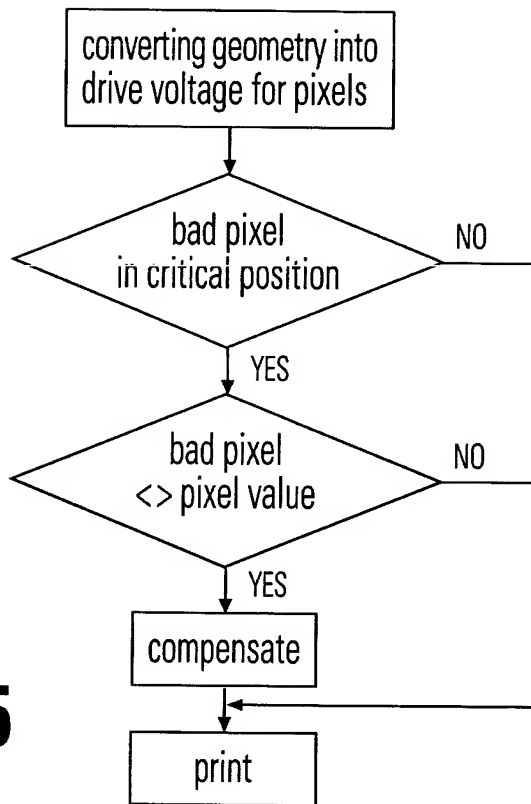 converting geometry into
drive voltage for pixels
bad pixel
in critical position
NO
YES
bad pixel
<> pixel value
NO
YES
compensate
print